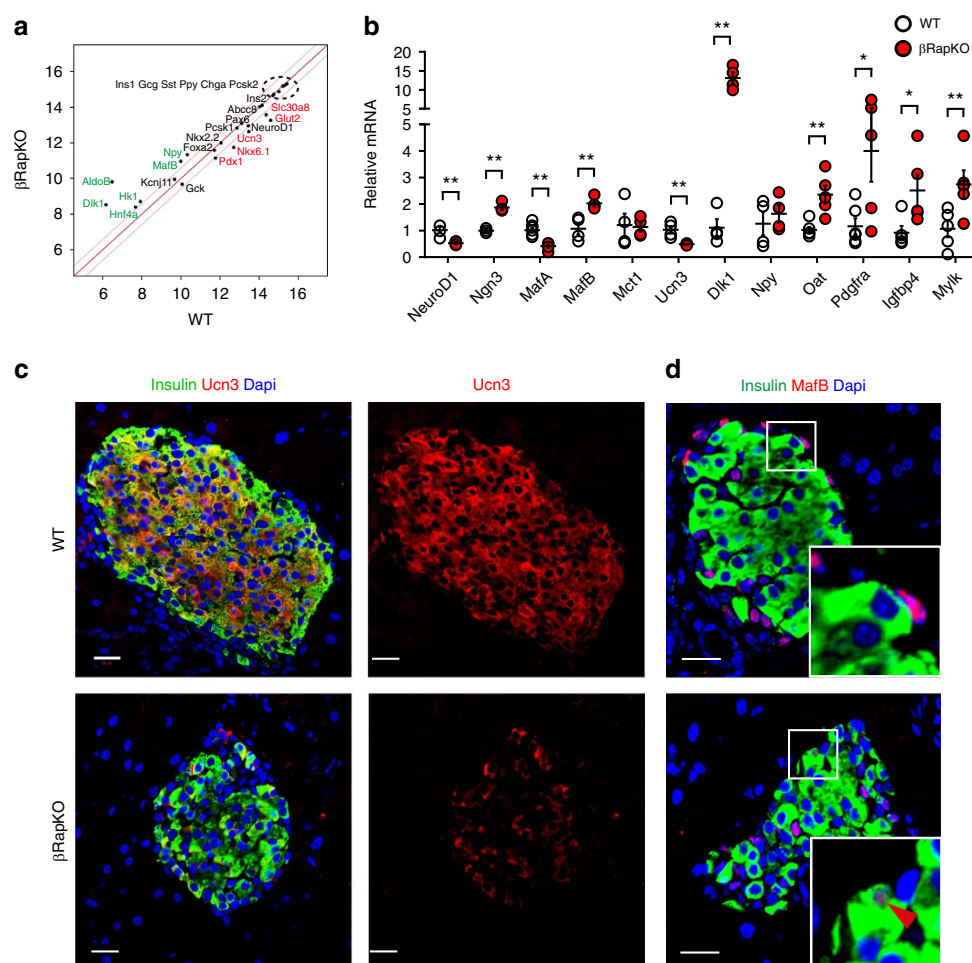 a
16
14
12
10
8
6
βRapKO
6 8 10 12 14 16
WT
Ins1 Gcg Sst Ppy Chga Pcsk2
Ins2
Abcc8
Slc30a8
Pax6
Glut2
Pcsk1
NeuroD1
Nkx2.2
Ucn3
Foxa2
Nkx6.1
Npy
MafB
Pdx1
AldoB
Kcnj11
Gck
Hk1
Dlk1
Hnf4a
b
WT
βRapKO
20
15
10
5
5
4
3
2
1
0
Relative mRNA
** ** ** ** ** ** ** * * **
NeuroD1 Ngn3 MafA MafB Mct1 Ucn3 Dlk1 Npy Oat Pdgfra Igfbp4 Mylk
c
Insulin Ucn3 Dapi
Ucn3
WT
βRapKO
d
Insulin MafB Dapi